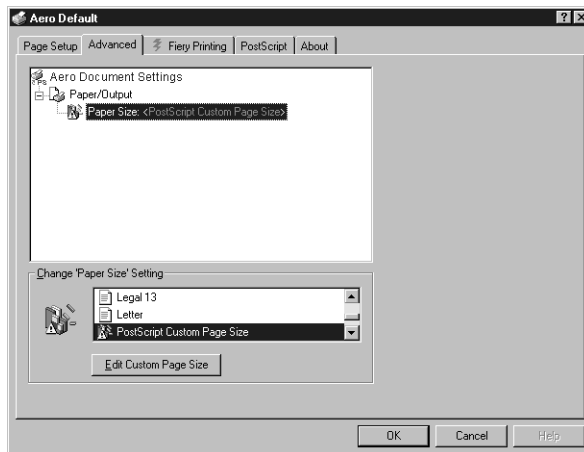 Aero Default
Page Setup Advanced Fiery Printing PostScript About
Aero Document Settings
Paper/Output
Paper Size: <PostScript Custom Page Size>
Change 'Paper Size' Setting
Legal 13
Letter
PostScript Custom Page Size
Edit Custom Page Size
OK Cancel Help